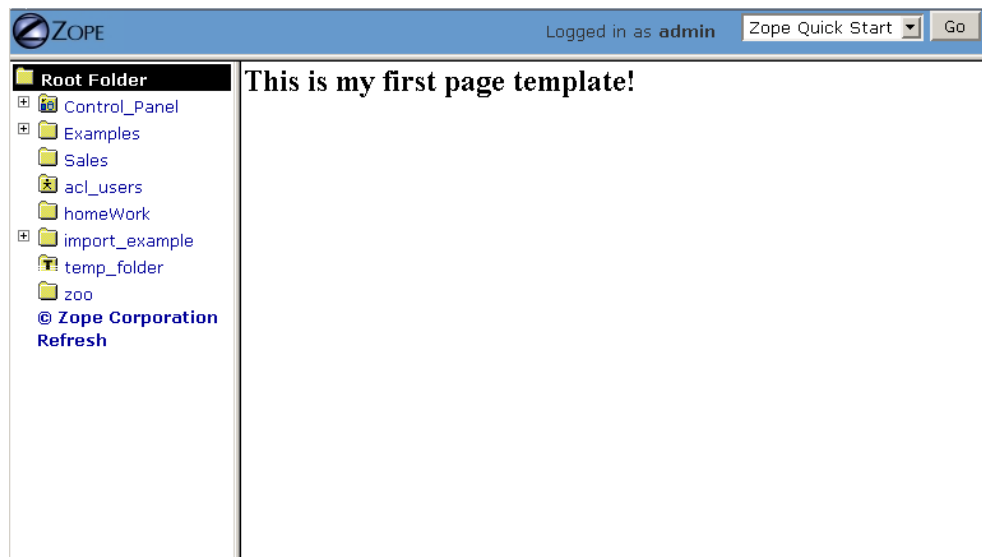 ZOPE
Logged in as admin
Zope Quick Start
Go
Root Folder
Control_Panel
Examples
Sales
acl_users
homeWork
import_example
temp_folder
zoo
© Zope Corporation
Refresh
This is my first page template!